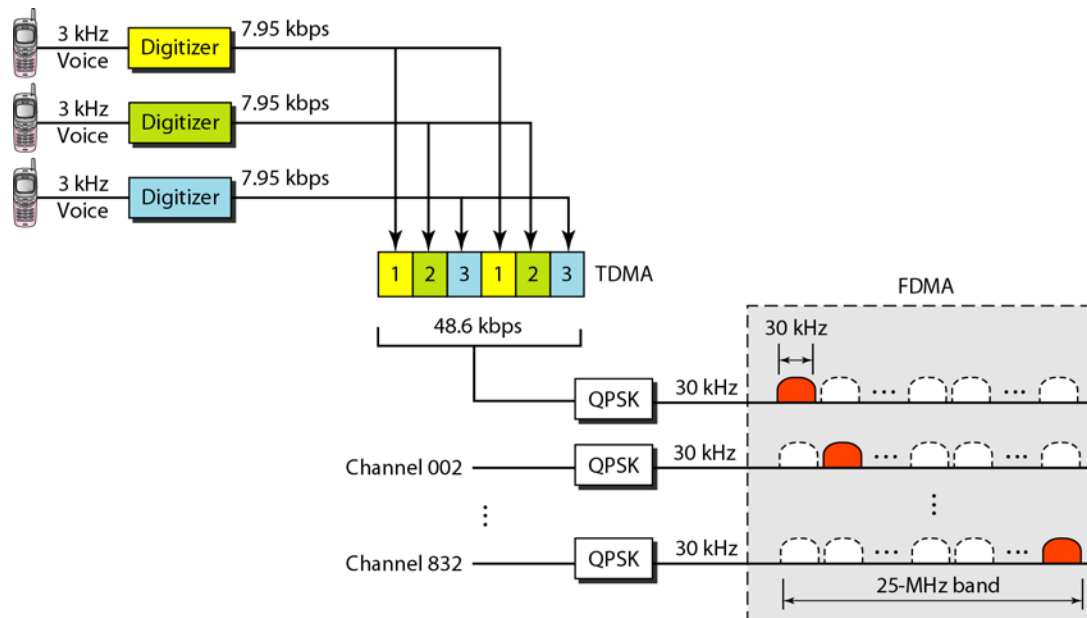 3 kHz
Voice
Digitizer
7.95 kbps
3 kHz
Voice
Digitizer
7.95 kbps
3 kHz
Voice
Digitizer
7.95 kbps
1 2 3 1 2 3
TDMA
48.6 kbps
FDMA
30 kHz
QPSK
30 kHz
...
...
Channel 002
QPSK
30 kHz
...
...
Channel 832
QPSK
30 kHz
...
...
25-MHz band